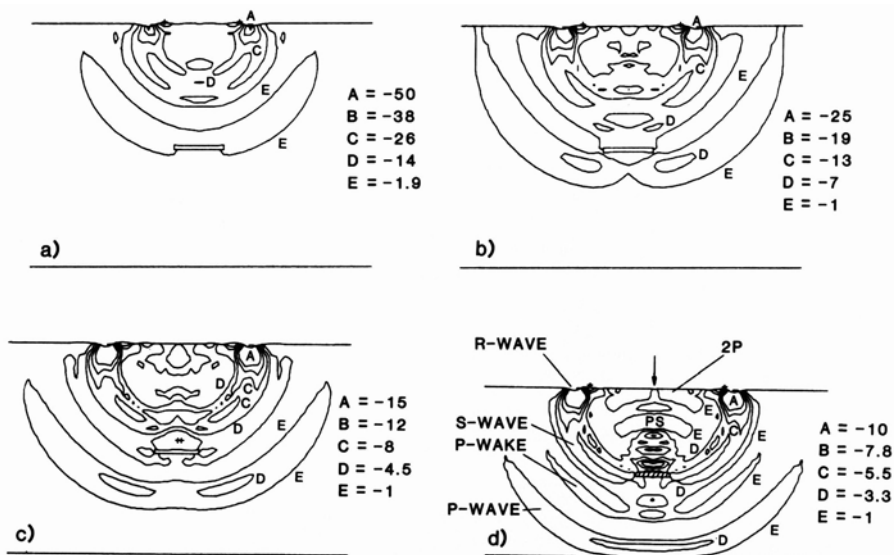 A
C
D
E
E
A = -50
B = -38
C = -26
D = -14
E = -1.9
a)
A
C
E
D
D
E
A = -25
B = -19
C = -13
D = -7
E = -1
b)
A
D
C
C
D
E
D
E
A = -15
B = -12
C = -8
D = -4.5
E = -1
c)
R-WAVE
2P
S-WAVE
P-WAKE
P-WAVE
A
E
PS
C
E
D
E
D
E
D
E
A = -10
B = -7.8
C = -5.5
D = -3.3
E = -1
d)